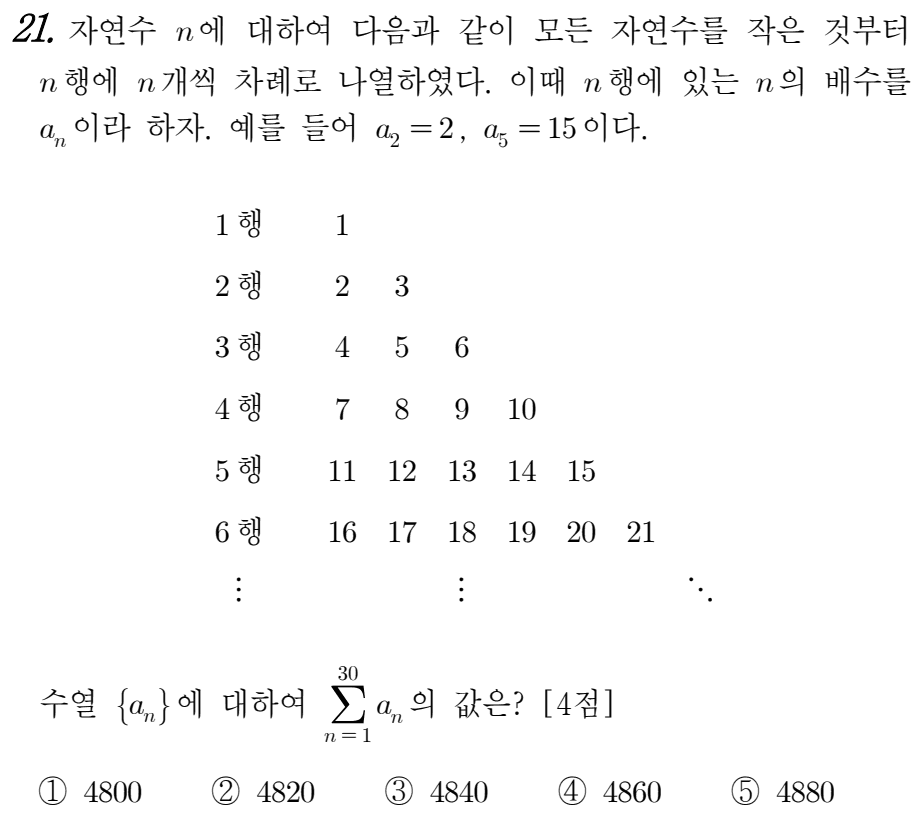 21. 자연수 n에 대하여 다음과 같이 모든 자연수를 작은 것부터
n행에 n개씩 차례로 나열하였다. 이때 n행에 있는 n의 배수를
aₙ이라 하자. 예를 들어 a₂=2, a₅=15이다.
1행 1
2행 2 3
3행 4 5 6
4행 7 8 9 10
5행 11 12 13 14 15
6행 16 17 18 19 20 21
⋮ ⋮ ⋱
수열 {aₙ}에 대하여 \sum_{n=1}^{30} aₙ의 값은? [4점]
① 4800 ② 4820 ③ 4840 ④ 4860 ⑤ 4880